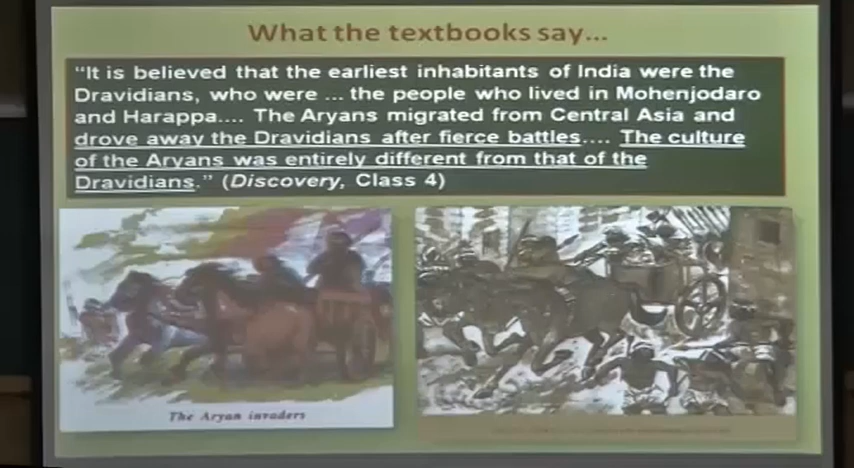 What the textbooks say...
“It is believed that the earliest inhabitants of India were the
Dravidians, who were ... the people who lived in Mohenjodaro
and Harappa.... The Aryans migrated from Central Asia and
drove away the Dravidians after fierce battles.... The culture
of the Aryans was entirely different from that of the
Dravidians.” (Discovery, Class 4)
The Aryan invaders